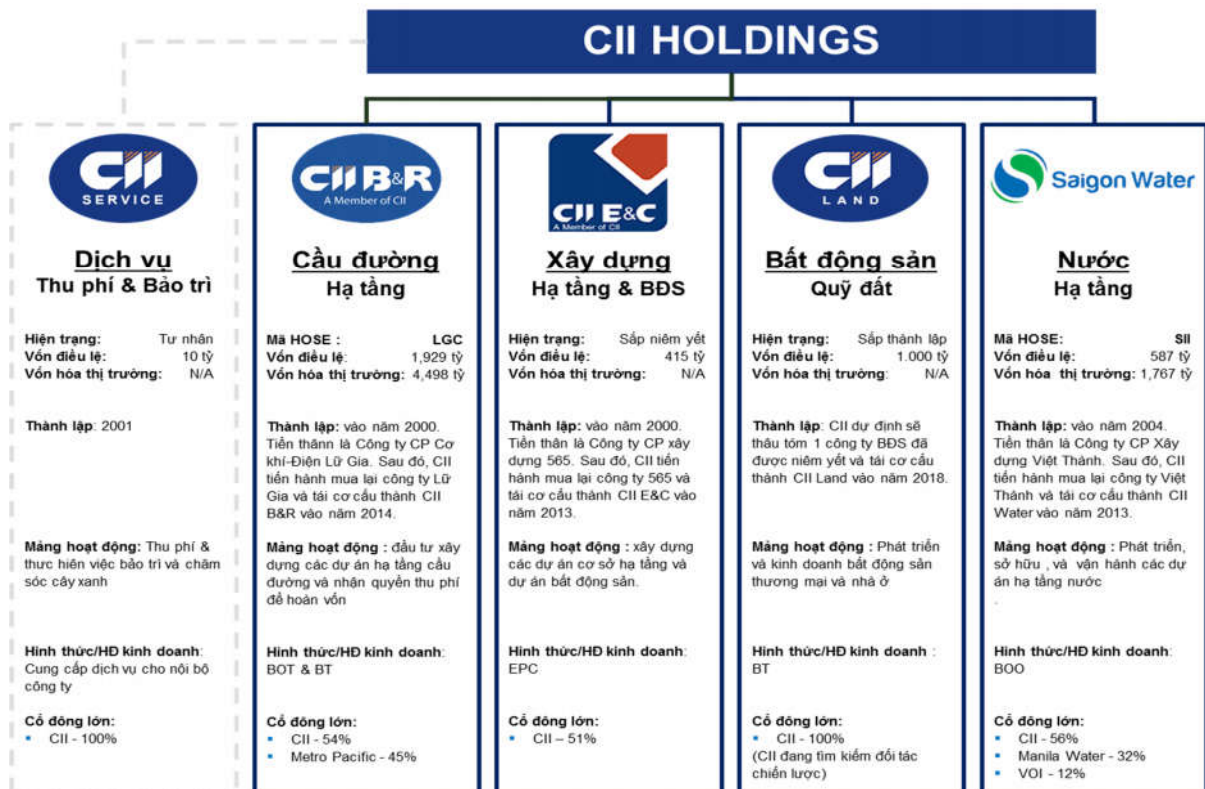 CII HOLDINGS
CII
SERVICE
Dịch vụ
Thu phí & Bảo trì
Hiện trạng: Tư nhân
Vốn điều lệ: 10 tỷ
Vốn hóa thị trường: N/A
Thành lập: 2001
Mảng hoạt động: Thu phí &
thực hiện việc bảo trì và chăm
sóc cây xanh
Hình thức/HĐ kinh doanh:
Cung cấp dịch vụ cho nội bộ
công ty
Cổ đông lớn:
▪ CII - 100%
CII B&R
A Member of CII
Cầu đường
Hạ tầng
Mã HOSE : LGC
Vốn điều lệ: 1,929 tỷ
Vốn hóa thị trường: 4,498 tỷ
Thành lập: vào năm 2000.
Tiền thânn là Công ty CP Cơ
khí-Điện Lữ Gia. Sau đó, CII
tiến hành mua lại công ty Lữ
Gia và tái cơ cấu thành CII
B&R vào năm 2014.
Mảng hoạt động : đầu tư xây
dựng các dự án hạ tầng cầu
đường và nhận quyền thu phí
để hoàn vốn
Hình thức/HĐ kinh doanh:
BOT & BT
Cổ đông lớn:
▪ CII - 54%
▪ Metro Pacific - 45%
CII E&C
A Member of CII
Xây dựng
Hạ tầng & BĐS
Hiện trạng: Sắp niêm yết
Vốn điều lệ: 415 tỷ
Vốn hóa thị trường: N/A
Thành lập: vào năm 2000.
Tiền thân là Công ty CP xây
dựng 565. Sau đó, CII tiến
hành mua lại công ty 565 và
tái cơ cấu thành CII E&C vào
năm 2013.
Mảng hoạt động : xây dựng
các dự án cơ sở hạ tầng và
dự án bất động sản.
Hình thức/HĐ kinh doanh:
EPC
Cổ đông lớn:
▪ CII – 51%
CII
LAND
Bất động sản
Quỹ đất
Hiện trạng: Sắp thành lập
Vốn điều lệ: 1.000 tỷ
Vốn hóa thị trường: N/A
Thành lập: CII dự định sẽ
thâu tóm 1 công ty BĐS đã
được niêm yết và tái cơ cấu
thành CII Land vào năm 2018.
Mảng hoạt động : Phát triển
và kinh doanh bất động sản
thương mại và nhà ở
Hình thức/HĐ kinh doanh :
BT
Cổ đông lớn:
▪ CII - 100%
(CII đang tìm kiếm đối tác
chiến lược)
Saigon Water
Nước
Hạ tầng
Mã HOSE: SII
Vốn điều lệ: 587 tỷ
Vốn hóa thị trường: 1,767 tỷ
Thành lập: vào năm 2004.
Tiền thân là Công ty CP Xây
dựng Việt Thành. Sau đó, CII
tiến hành mua lại công ty Việt
Thành và tái cơ cấu thành CII
Water vào năm 2013.
Mảng hoạt động: Phát triển,
sở hữu , và vận hành các dự
án hạ tầng nước
.
Hình thức/HĐ kinh doanh:
BOO
Cổ đông lớn:
▪ CII - 56%
▪ Manila Water - 32%
▪ VOI - 12%